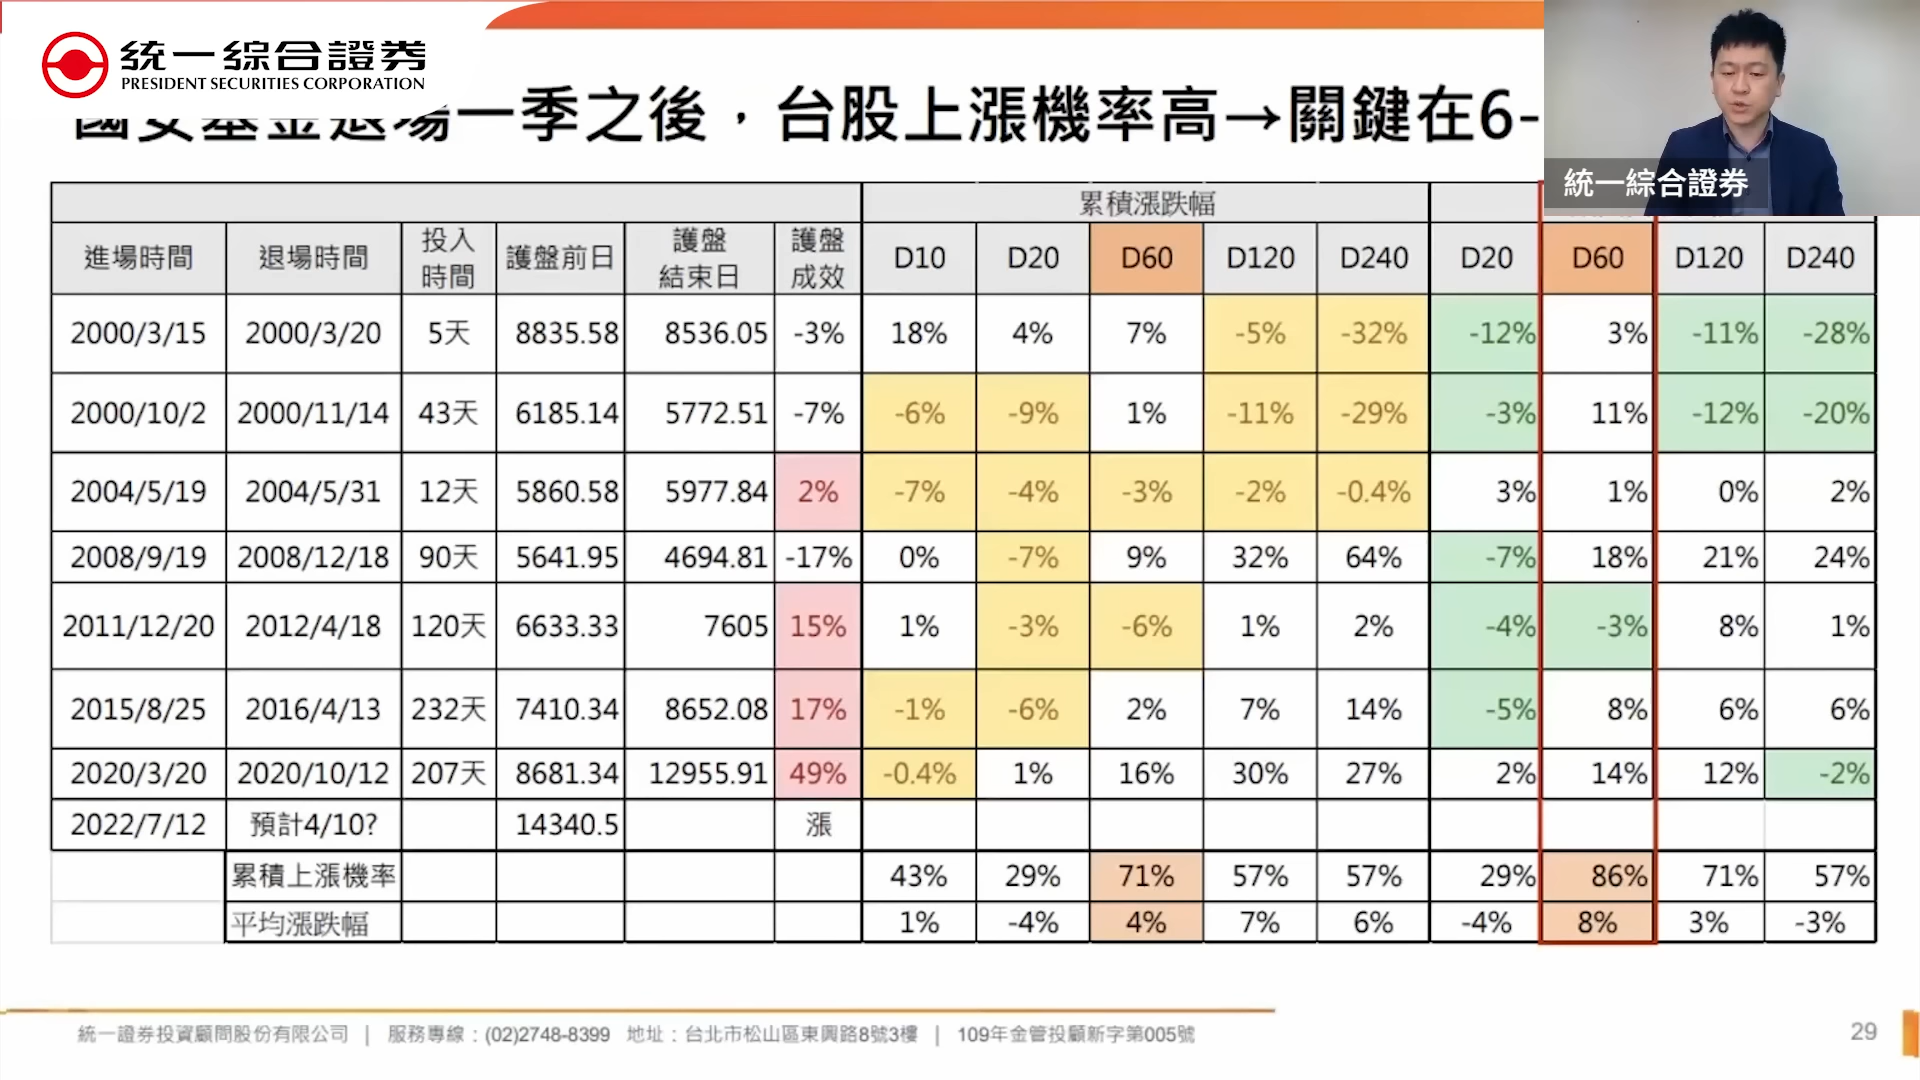 統一綜合證券
PRESIDENT SECURITIES CORPORATION
國安基金退場一季之後，台股上漲機率高→關鍵在6-
統一綜合證券
累積漲跌幅
進場時間 退場時間 投入時間 護盤前日 護盤結束日 護盤成效 D10 D20 D60 D120 D240 D20 D60 D120 D240
2000/3/15 2000/3/20 5天 8835.58 8536.05 -3% 18% 4% 7% -5% -32% -12% 3% -11% -28%
2000/10/2 2000/11/14 43天 6185.14 5772.51 -7% -6% -9% 1% -11% -29% -3% 11% -12% -20%
2004/5/19 2004/5/31 12天 5860.58 5977.84 2% -7% -4% -3% -2% -0.4% 3% 1% 0% 2%
2008/9/19 2008/12/18 90天 5641.95 4694.81 -17% 0% -7% 9% 32% 64% -7% 18% 21% 24%
2011/12/20 2012/4/18 120天 6633.33 7605 15% 1% -3% -6% 1% 2% -4% -3% 8% 1%
2015/8/25 2016/4/13 232天 7410.34 8652.08 17% -1% -6% 2% 7% 14% -5% 8% 6% 6%
2020/3/20 2020/10/12 207天 8681.34 12955.91 49% -0.4% 1% 16% 30% 27% 2% 14% 12% -2%
2022/7/12 預計4/10? 14340.5 漲
累積上漲機率 43% 29% 71% 57% 57% 29% 86% 71% 57%
平均漲跌幅 1% -4% 4% 7% 6% -4% 8% 3% -3%
統一證券投資顧問股份有限公司 | 服務專線：(02)2748-8399 地址：台北市松山區東興路8號3樓 | 109年金管投顧新字第005號
29